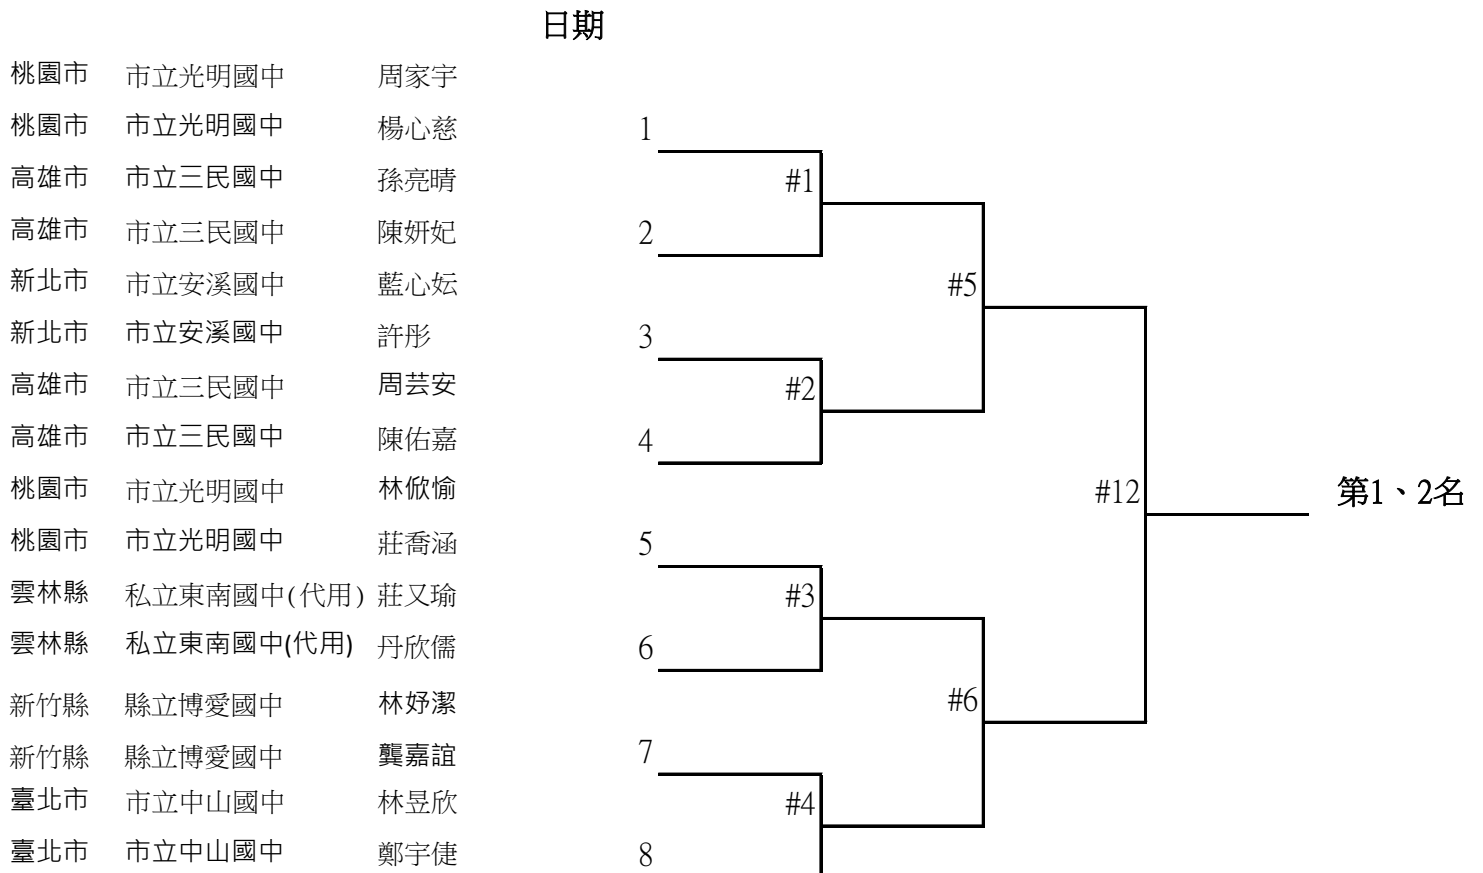 日期
桃園市 市立光明國中 周家宇
桃園市 市立光明國中 楊心慈 1
高雄市 市立三民國中 孫亮晴 #1
高雄市 市立三民國中 陳妍妃 2
新北市 市立安溪國中 藍心妘 #5
新北市 市立安溪國中 許彤 3
高雄市 市立三民國中 周芸安 #2
高雄市 市立三民國中 陳佑嘉 4
桃園市 市立光明國中 林俽愉 #12 第1、2名
桃園市 市立光明國中 莊喬涵 5
雲林縣 私立東南國中(代用) 莊又瑜 #3
雲林縣 私立東南國中(代用) 丹欣儒 6
新竹縣 縣立博愛國中 林妤潔 #6
新竹縣 縣立博愛國中 龔嘉誼 7
臺北市 市立中山國中 林昱欣 #4
臺北市 市立中山國中 鄭宇倢 8